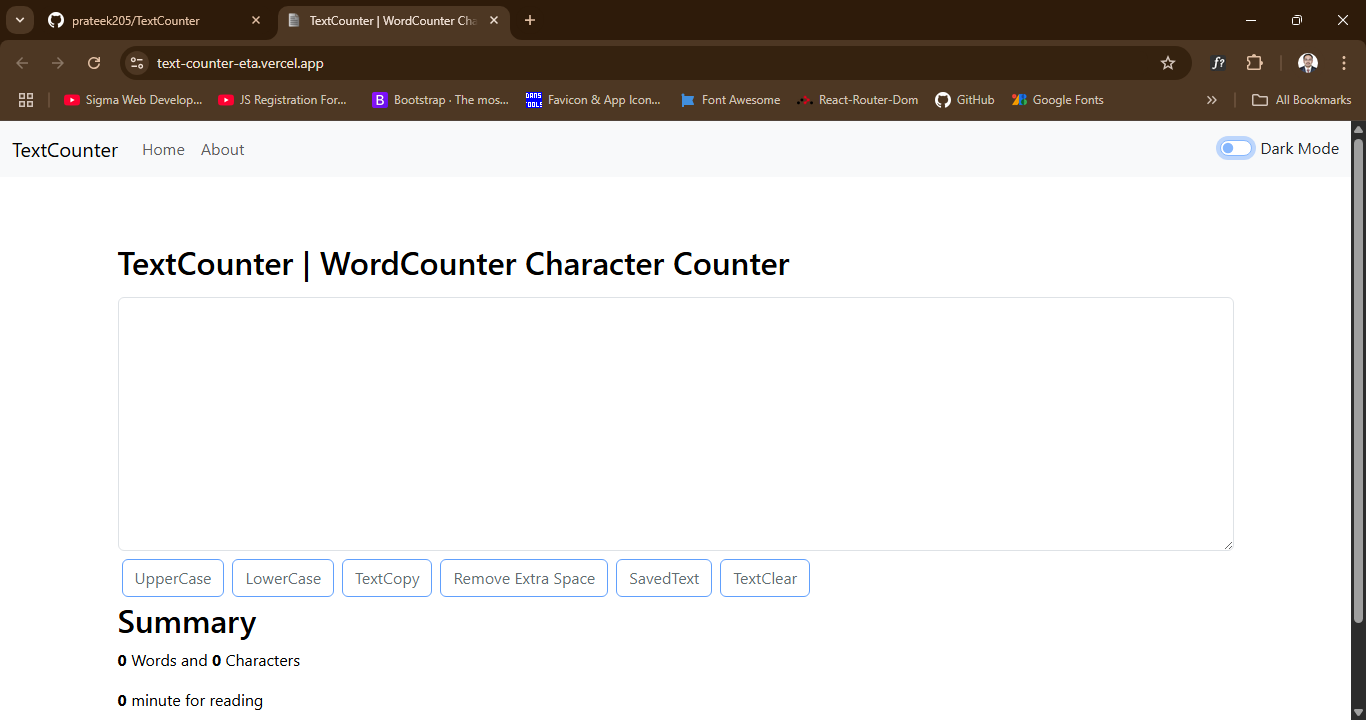 prateek205/TextCounter
TextCounter | WordCounter Cha
text-counter-eta.vercel.app
f?
Sigma Web Develop...
JS Registration For...
B
Bootstrap · The mos...
DANS TOOLS
Favicon & App Icon...
Font Awesome
React-Router-Dom
GitHub
Google Fonts
»
All Bookmarks
TextCounter
Home
About
Dark Mode
TextCounter | WordCounter Character Counter
UpperCase
LowerCase
TextCopy
Remove Extra Space
SavedText
TextClear
Summary
0 Words and 0 Characters
0 minute for reading